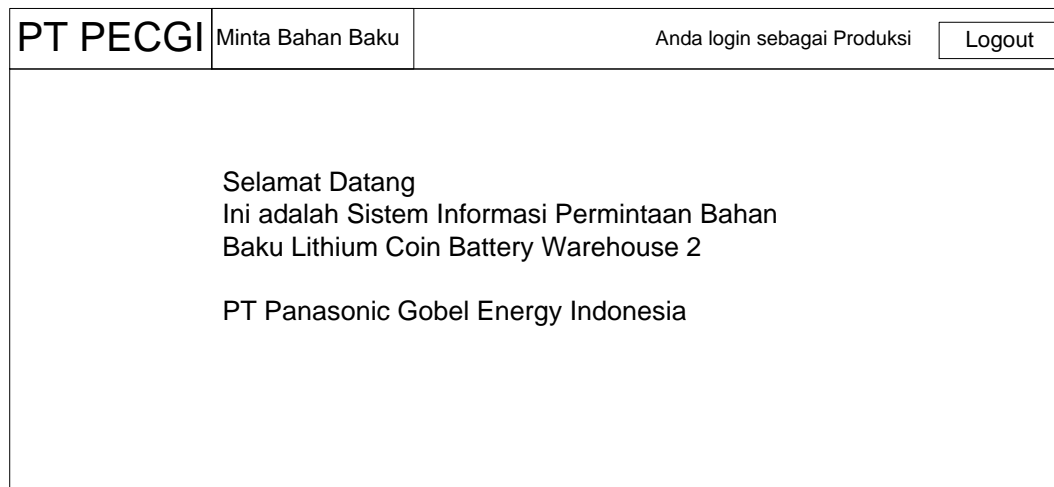 PT PECGI Minta Bahan Baku Anda login sebagai Produksi Logout
Selamat Datang
Ini adalah Sistem Informasi Permintaan Bahan
Baku Lithium Coin Battery Warehouse 2
PT Panasonic Gobel Energy Indonesia